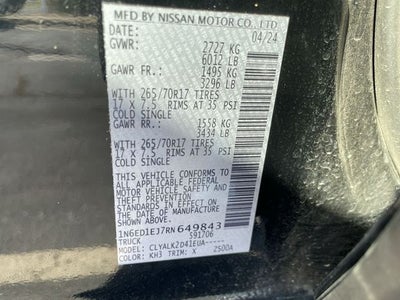 MFD BY NISSAN MOTOR CO., LTD.
DATE: 04/24
GVWR: 2727 KG
6012 LB
GAWR FR: 1495 KG
3296 LB
WITH 265/70R17 TIRES
17 X 7.5 RIMS AT 35 PSI
COLD SINGLE
GAWR RR: 1558 KG
3434 LB
WITH 265/70R17 TIRES
17 X 7.5 RIMS AT 35 PSI
COLD SINGLE
THIS VEHICLE CONFORMS TO
ALL APPLICABLE FEDERAL
MOTOR VEHICLE SAFETY AND
THEFT PREVENTION
STANDARDS IN EFFECT ON
THE DATE OF MANUFACTURE
SHOWN ABOVE.
1N6ED1EJ7RN649843
TRUCK 591706
MODEL: CLYALK2D41EUA-----
COLOR: KH3 TRIM: X 2500A